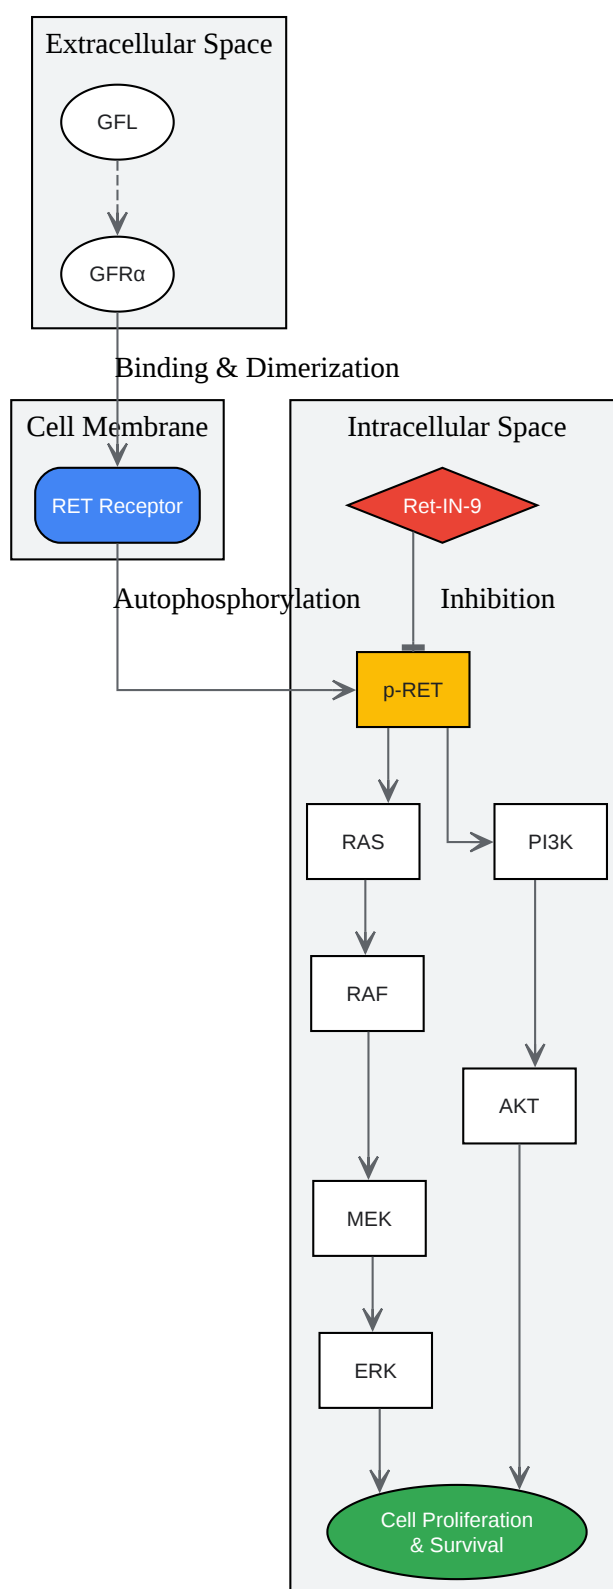 Extracellular Space
GFL
GFRα
Binding & Dimerization
Cell Membrane
Intracellular Space
RET Receptor
Ret-IN-9
Autophosphorylation
Inhibition
p-RET
RAS
PI3K
RAF
AKT
MEK
ERK
Cell Proliferation
& Survival